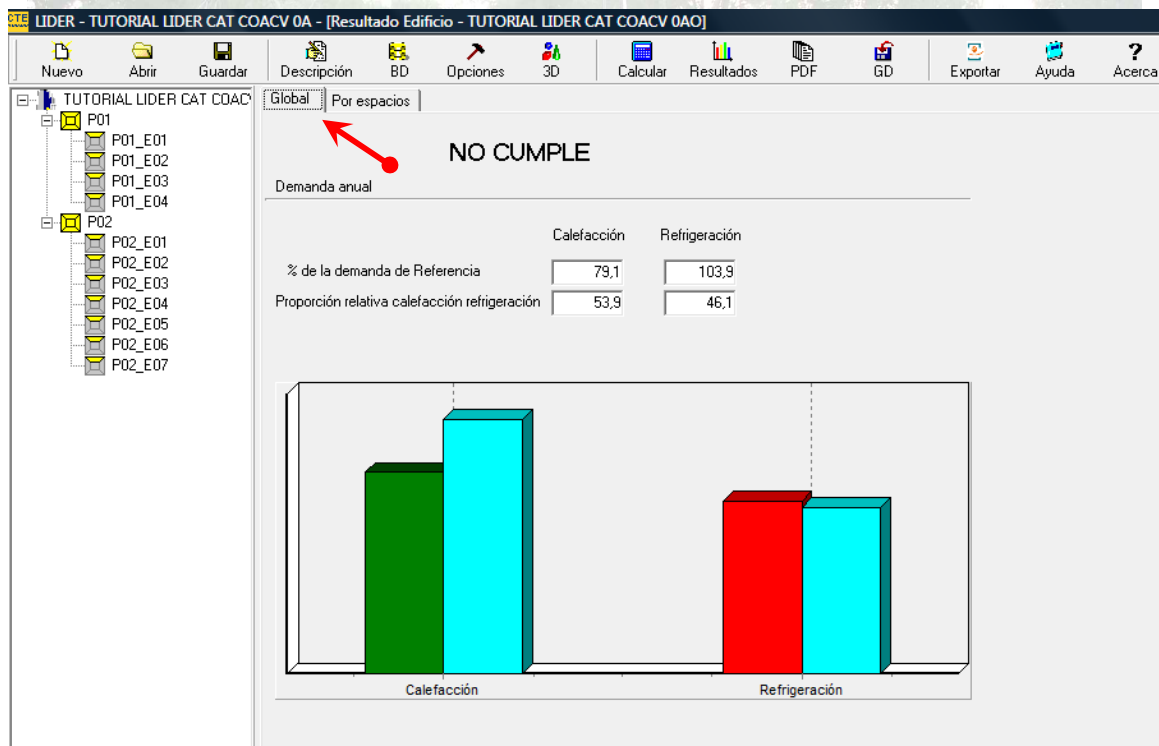 CTE LIDER - TUTORIAL LIDER CAT COACV 0A - [Resultado Edificio - TUTORIAL LIDER CAT COACV 0AO]
Nuevo Abrir Guardar Descripción BD Opciones 3D Calcular Resultados PDF GD Exportar Ayuda Acerca
TUTORIAL LIDER CAT COAC
P01
P01_E01
P01_E02
P01_E03
P01_E04
P02
P02_E01
P02_E02
P02_E03
P02_E04
P02_E05
P02_E06
P02_E07
Global Por espacios
NO CUMPLE
Demanda anual
Calefacción Refrigeración
% de la demanda de Referencia 79,1 103,9
Proporción relativa calefacción refrigeración 53,9 46,1
Calefacción Refrigeración